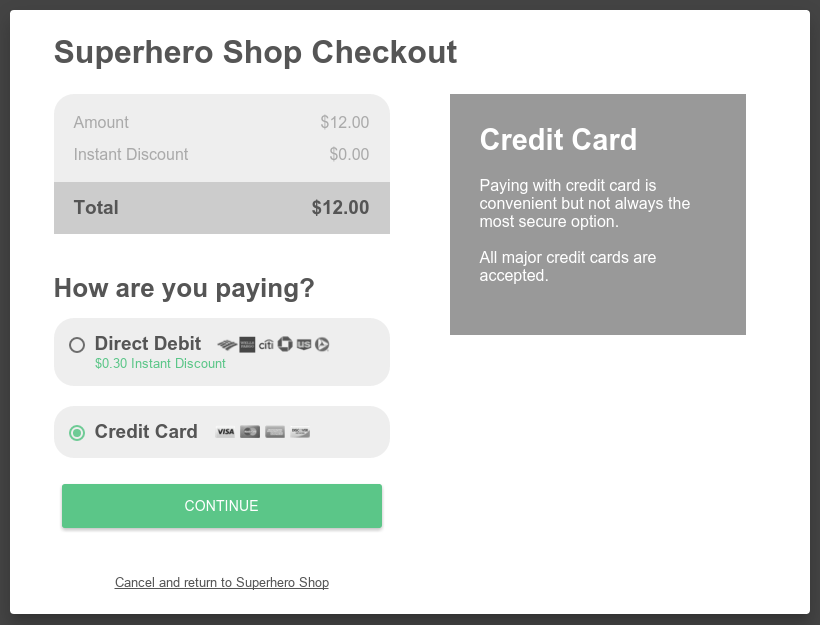 Superhero Shop Checkout
Amount $12.00
Instant Discount $0.00
Total $12.00
How are you paying?
Direct Debit citi US
$0.30 Instant Discount
Credit Card VISA
CONTINUE
Cancel and return to Superhero Shop
Credit Card
Paying with credit card is
convenient but not always the
most secure option.
All major credit cards are
accepted.